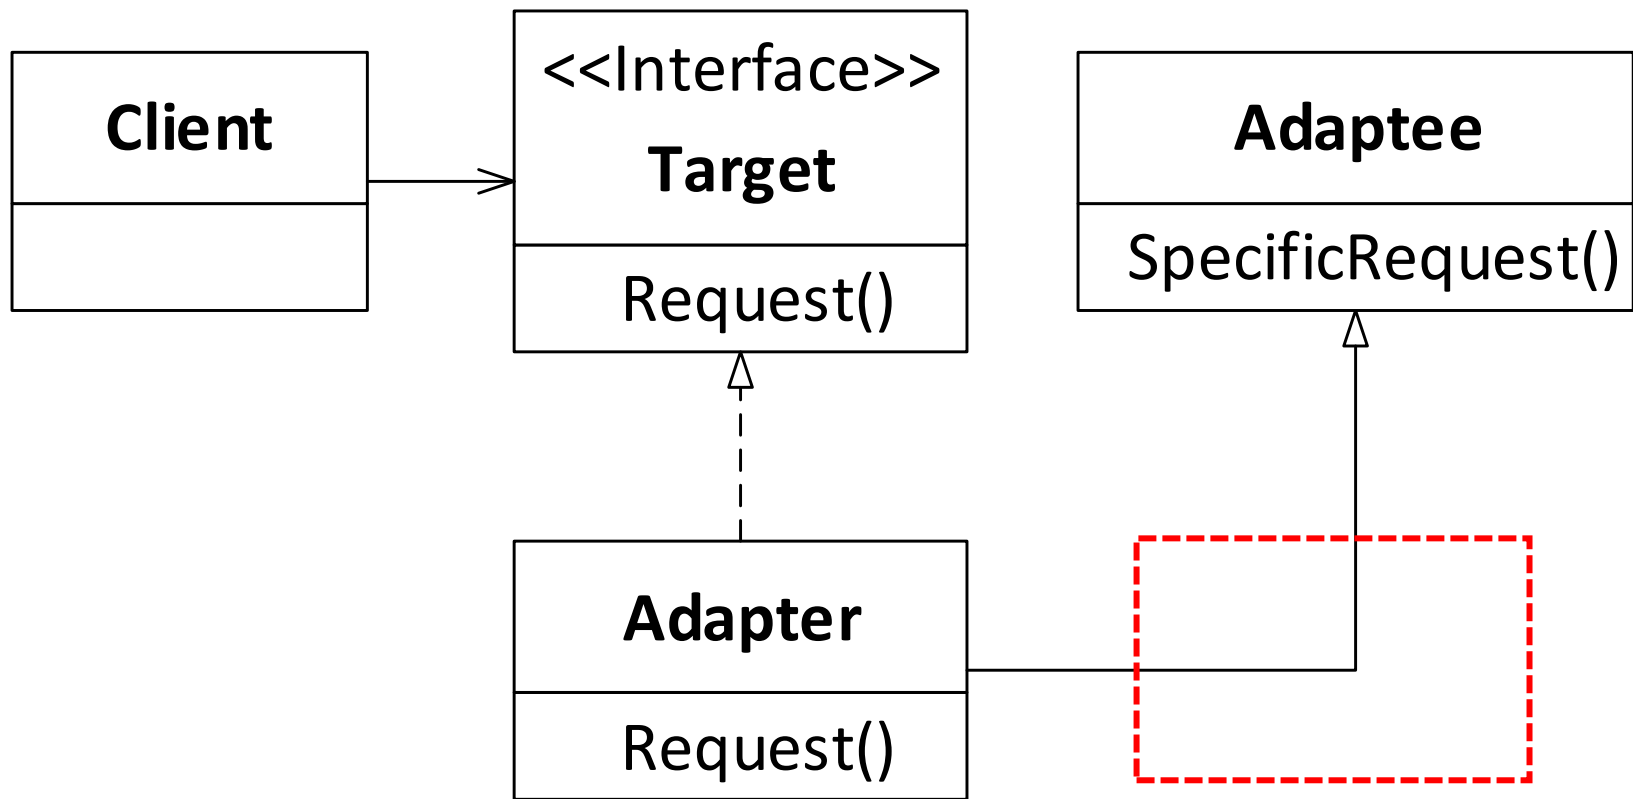 Client
<<Interface>>
Target
Request()
Adaptee
SpecificRequest()
Adapter
Request()